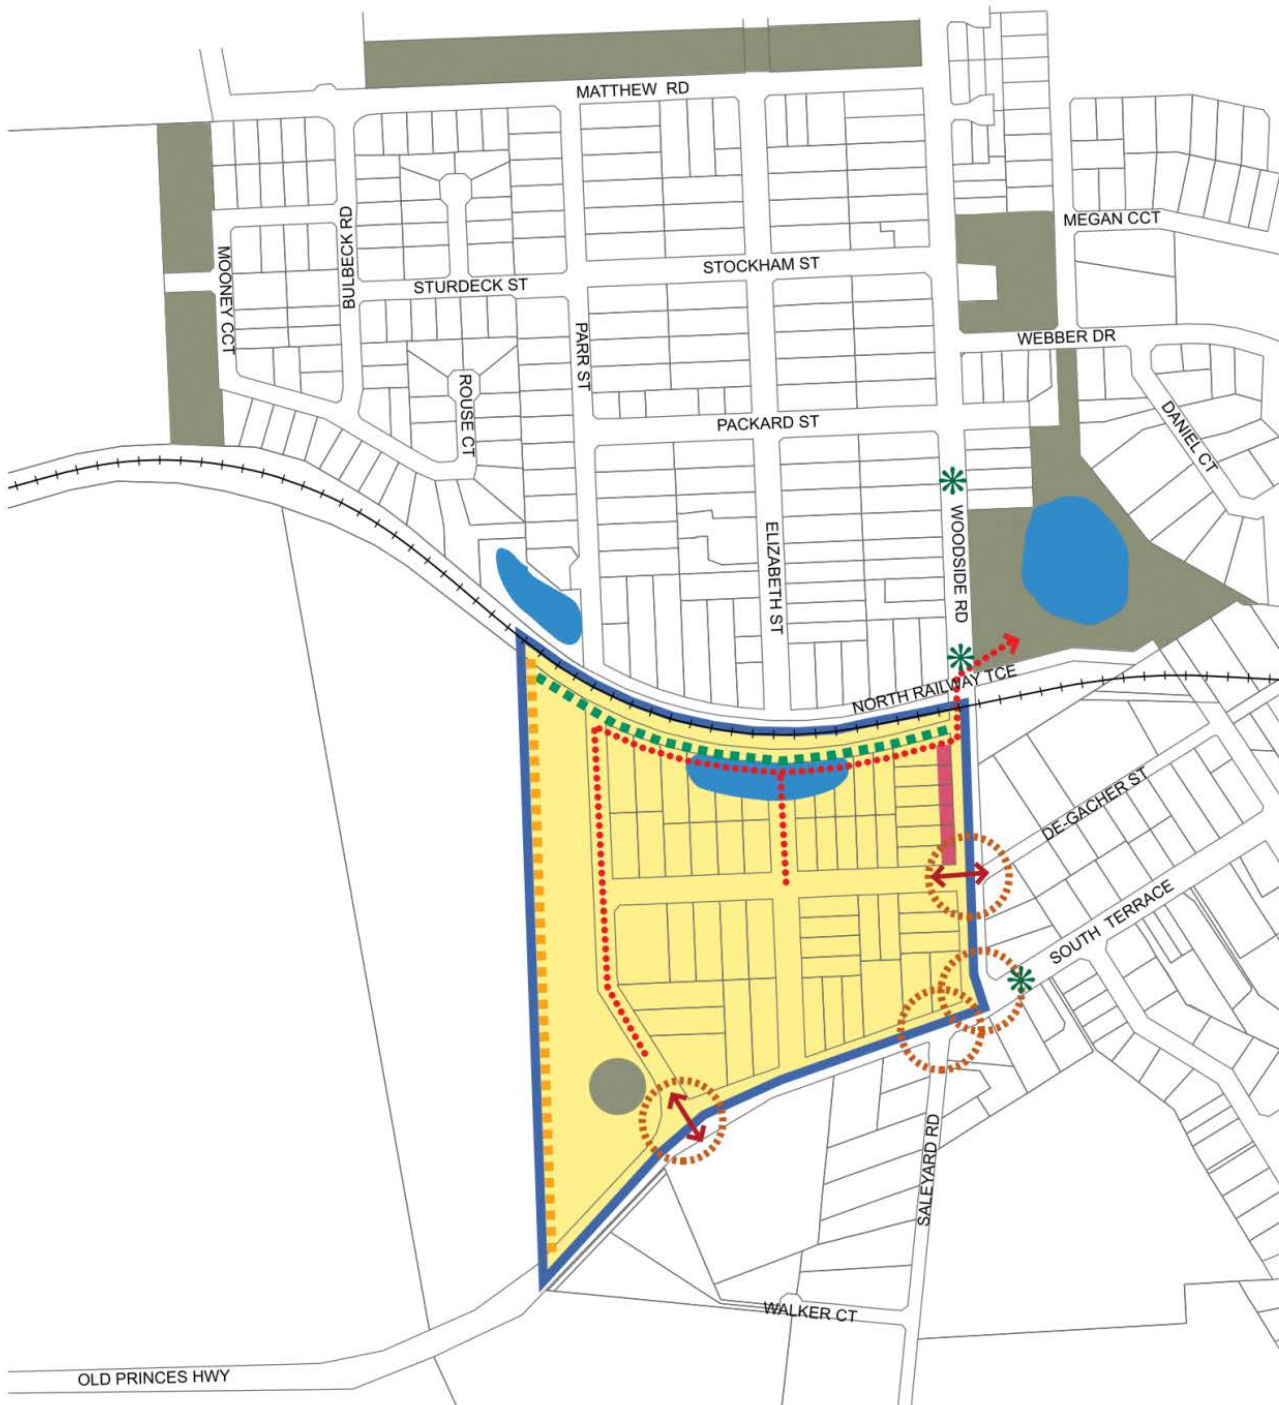 MATTHEW RD
MEGAN CCT
BULBECK RD
MOONEY CCT
STOCKHAM ST
STURDECK ST
PARR ST
WEBBER DR
ROUSE CT
PACKARD ST
DANIEL CT
ELIZABETH ST
WOODSIDE RD
NORTH RAILWAY TCE
DE-GACHER ST
SOUTH TERRACE
SALEYARD RD
WALKER CT
OLD PRINCES HWY